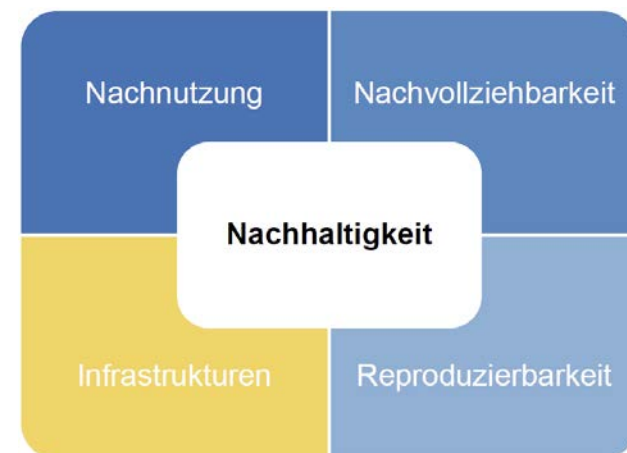 Nachnutzung
Nachvollziehbarkeit
Nachhaltigkeit
Infrastrukturen
Reproduzierbarkeit